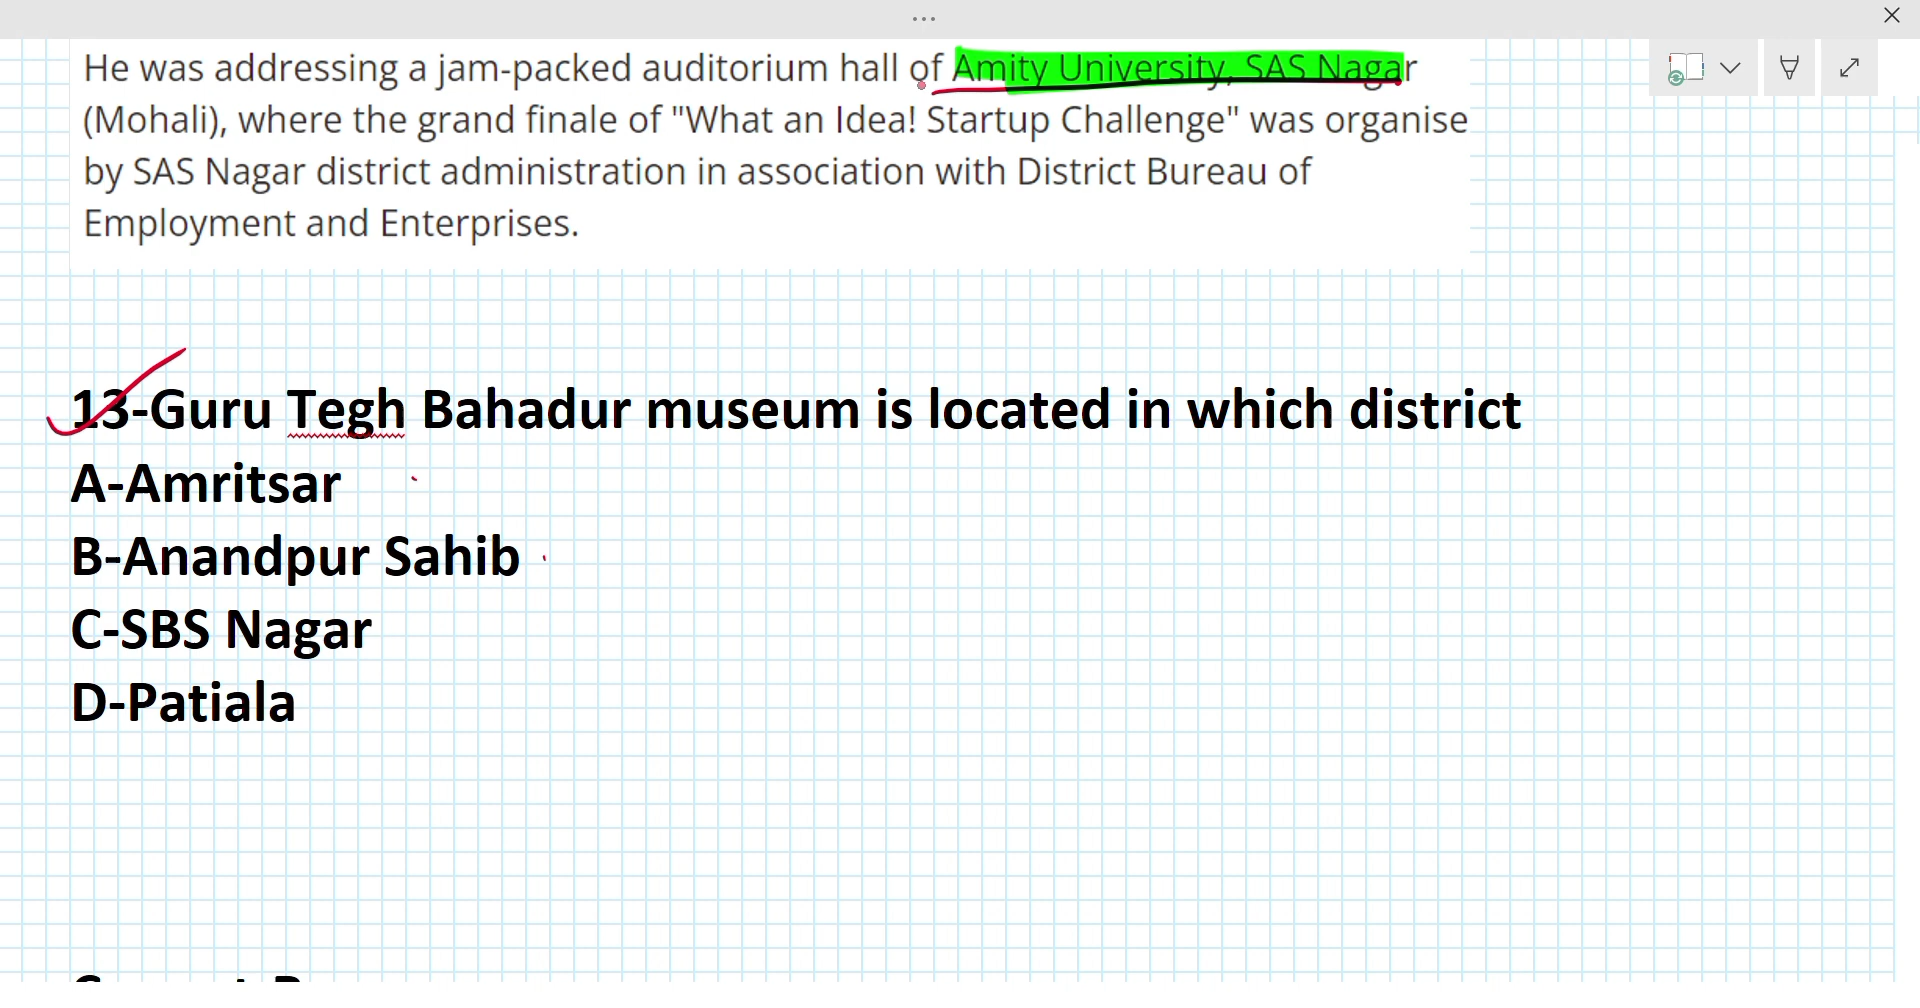 He was addressing a jam-packed auditorium hall of Amity University, SAS Nagar
(Mohali), where the grand finale of "What an Idea! Startup Challenge" was organise
by SAS Nagar district administration in association with District Bureau of
Employment and Enterprises.
13-Guru Tegh Bahadur museum is located in which district
A-Amritsar
B-Anandpur Sahib
C-SBS Nagar
D-Patiala